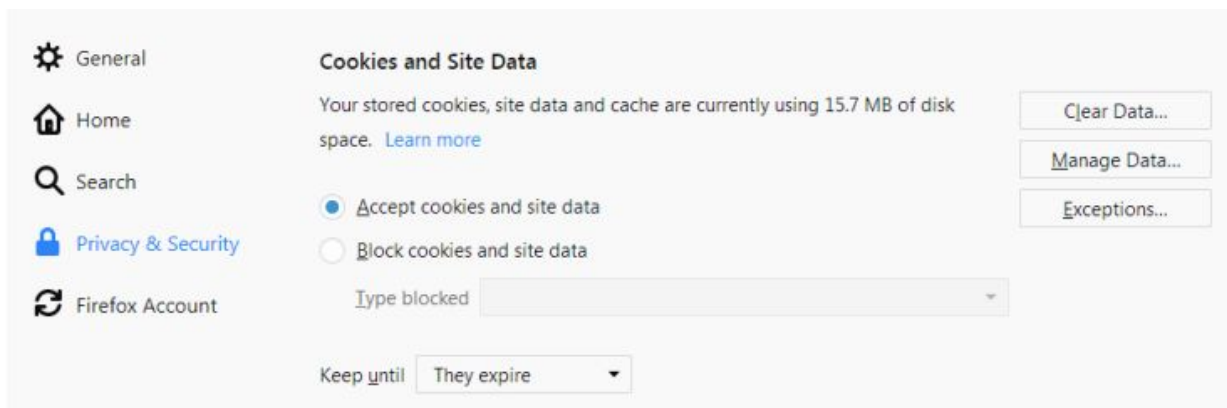 General
Home
Search
Privacy & Security
Firefox Account
Cookies and Site Data
Your stored cookies, site data and cache are currently using 15.7 MB of disk
space. Learn more
Accept cookies and site data
Block cookies and site data
Type blocked
Keep until They expire
Clear Data...
Manage Data...
Exceptions...